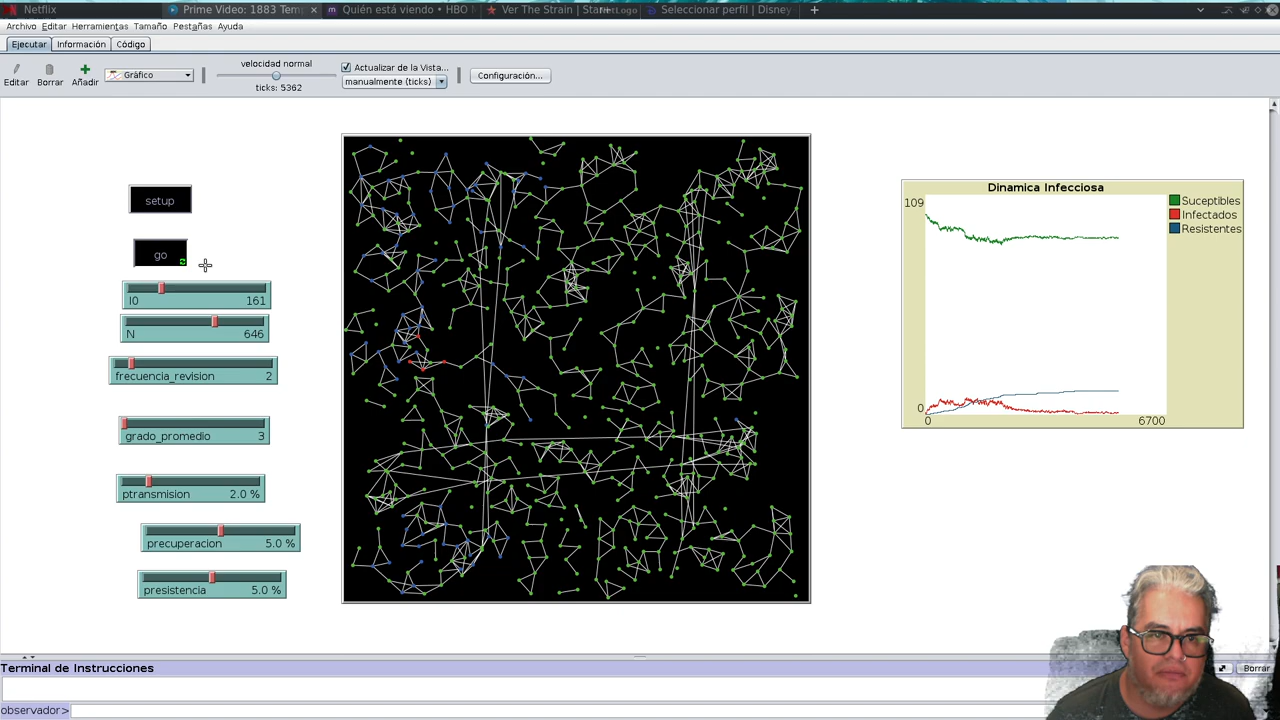 Netflix
Prime Video: 1883 Tem
Quién está viendo • HBO
Ver The Strain | Star
NetLogo
Seleccionar perfil | Disney
Archivo Editar Herramientas Tamaño Pestañas Ayuda
Ejecutar Información Código
Editar
Borrar
Añadir
Gráfico
velocidad normal
ticks: 5362
Actualizar de la Vista...
manualmente (ticks)
Configuración...
setup
go
I0 161
N 646
frecuencia_revision 2
grado_promedio 3
ptransmision 2.0 %
precuperacion 5.0 %
presistencia 5.0 %
Dinamica Infecciosa
109
0
0
6700
Suceptibles
Infectados
Resistentes
Terminal de Instrucciones
Borrar
observador>